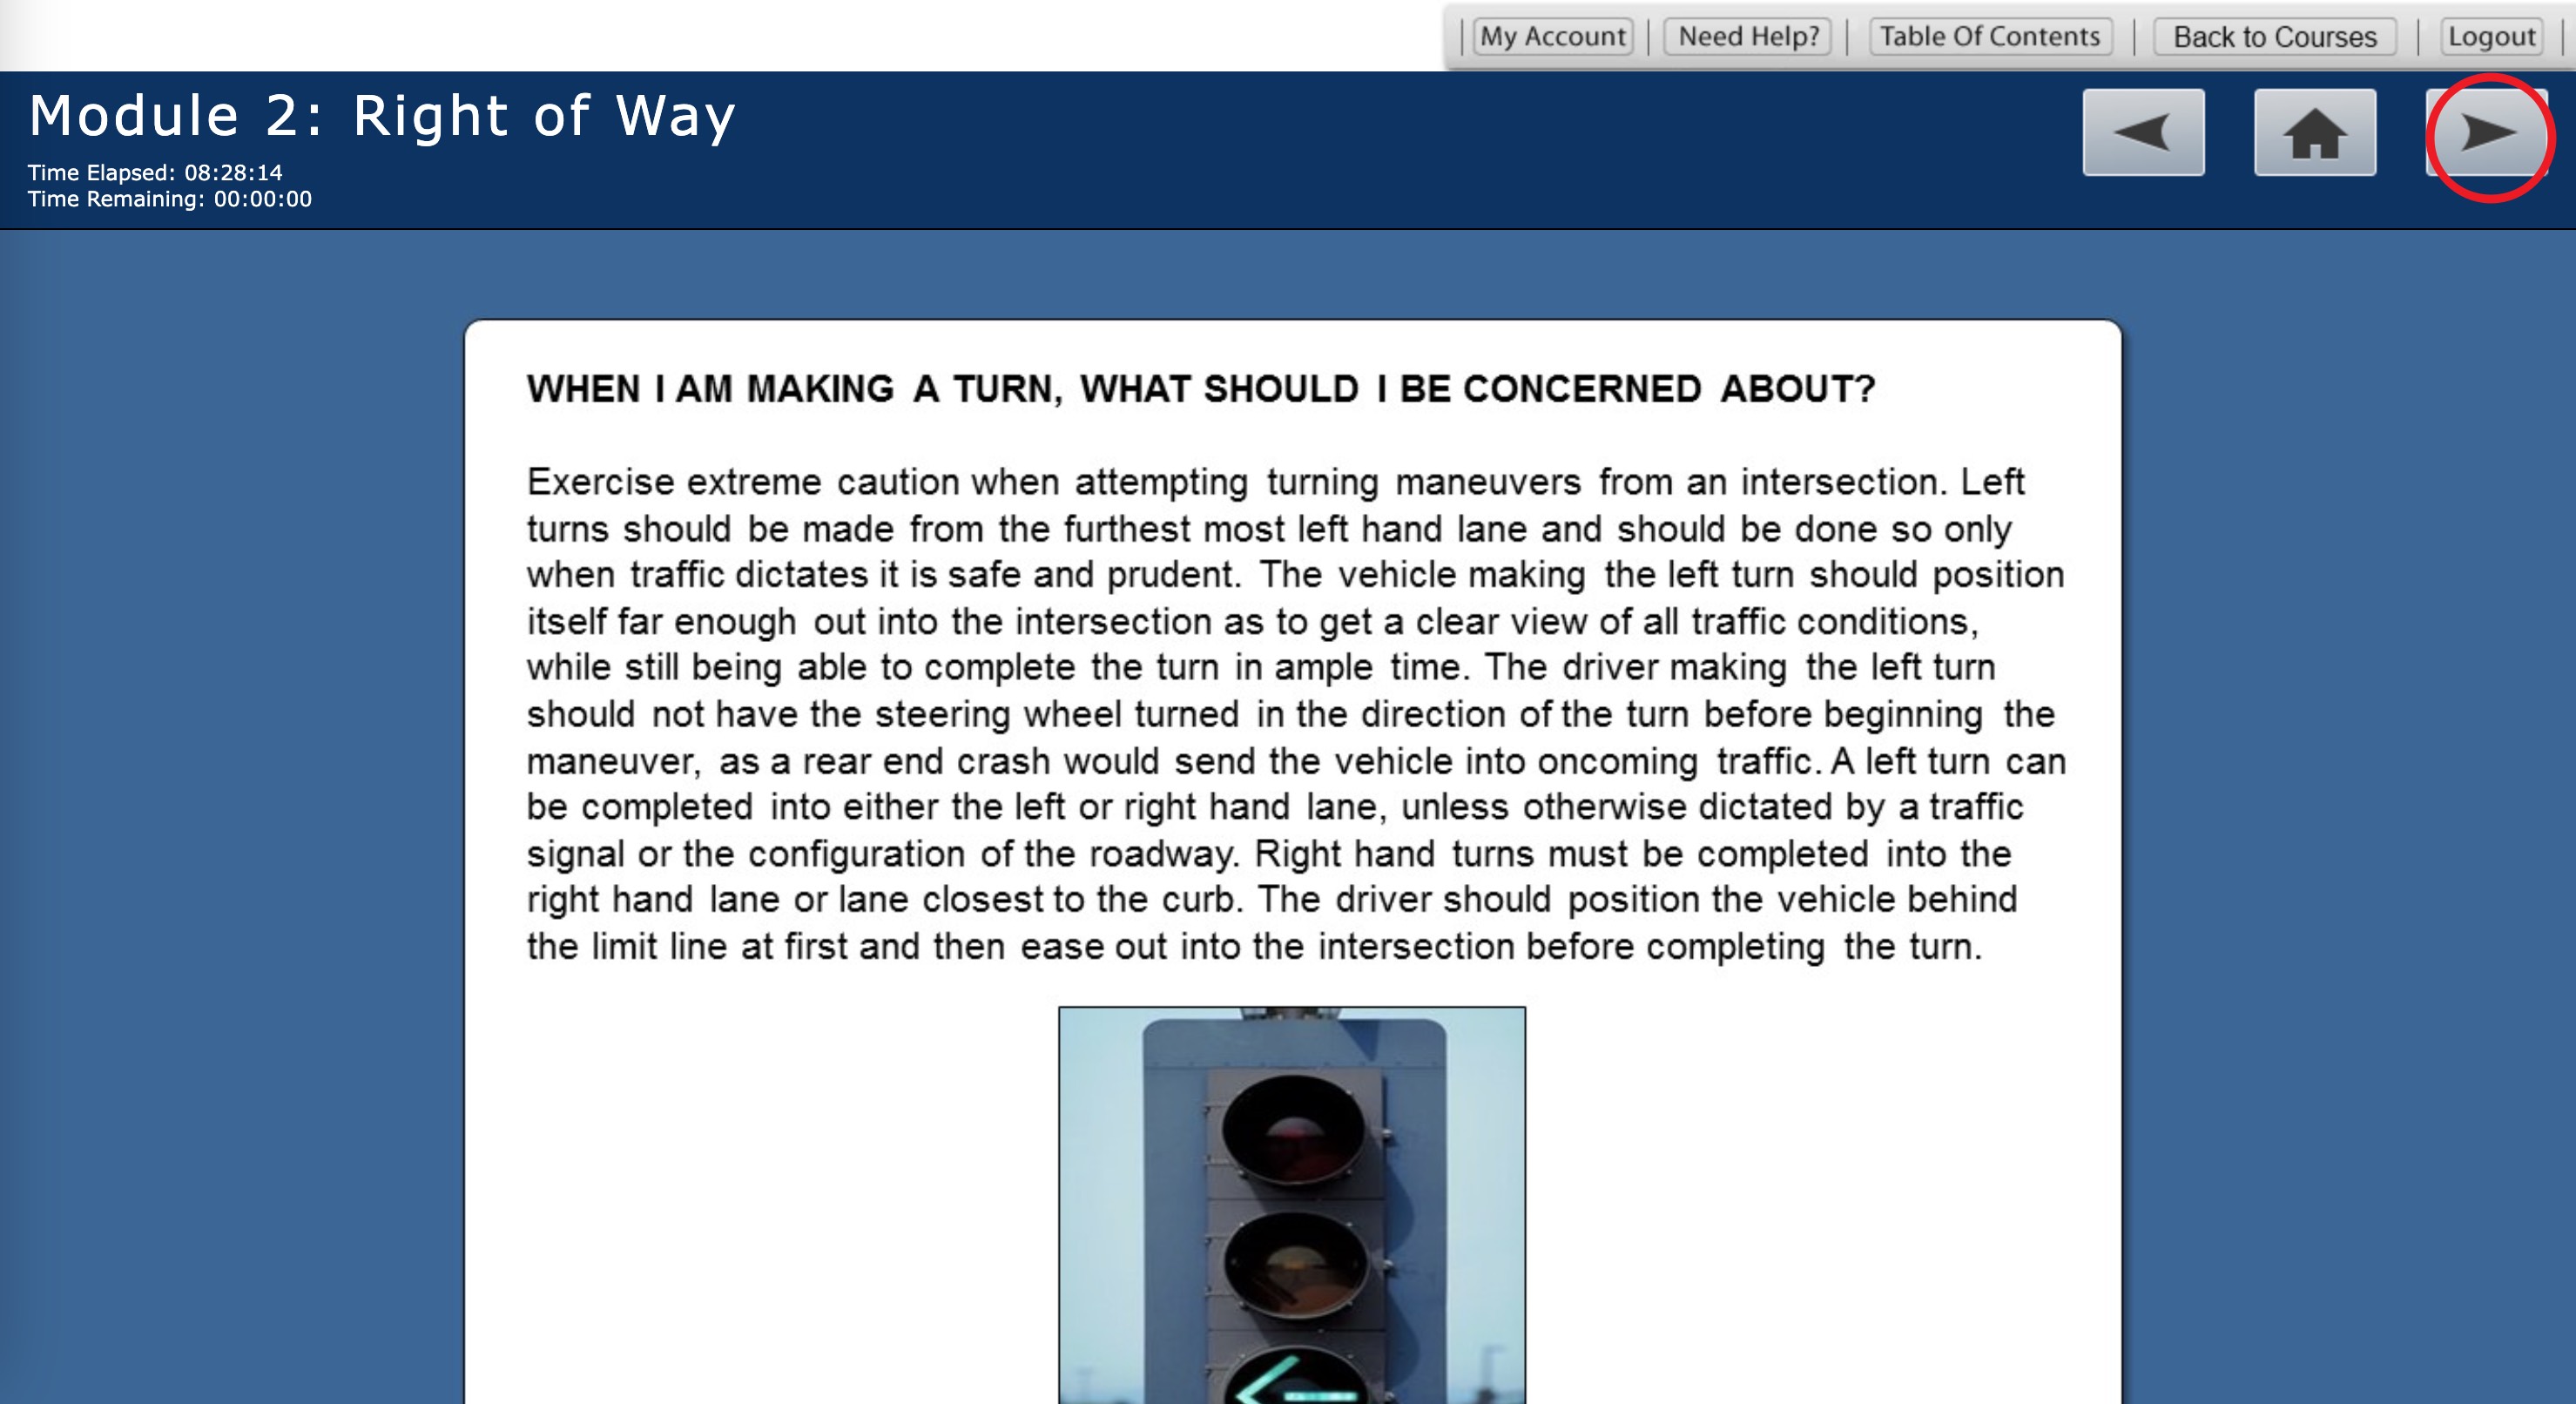 My Account
Need Help?
Table Of Contents
Back to Courses
Logout
Module 2: Right of Way
Time Elapsed: 08:28:14
Time Remaining: 00:00:00
WHEN I AM MAKING A TURN, WHAT SHOULD I BE CONCERNED ABOUT?
Exercise extreme caution when attempting turning maneuvers from an intersection. Left
turns should be made from the furthest most left hand lane and should be done so only
when traffic dictates it is safe and prudent. The vehicle making the left turn should position
itself far enough out into the intersection as to get a clear view of all traffic conditions,
while still being able to complete the turn in ample time. The driver making the left turn
should not have the steering wheel turned in the direction of the turn before beginning the
maneuver, as a rear end crash would send the vehicle into oncoming traffic. A left turn can
be completed into either the left or right hand lane, unless otherwise dictated by a traffic
signal or the configuration of the roadway. Right hand turns must be completed into the
right hand lane or lane closest to the curb. The driver should position the vehicle behind
the limit line at first and then ease out into the intersection before completing the turn.